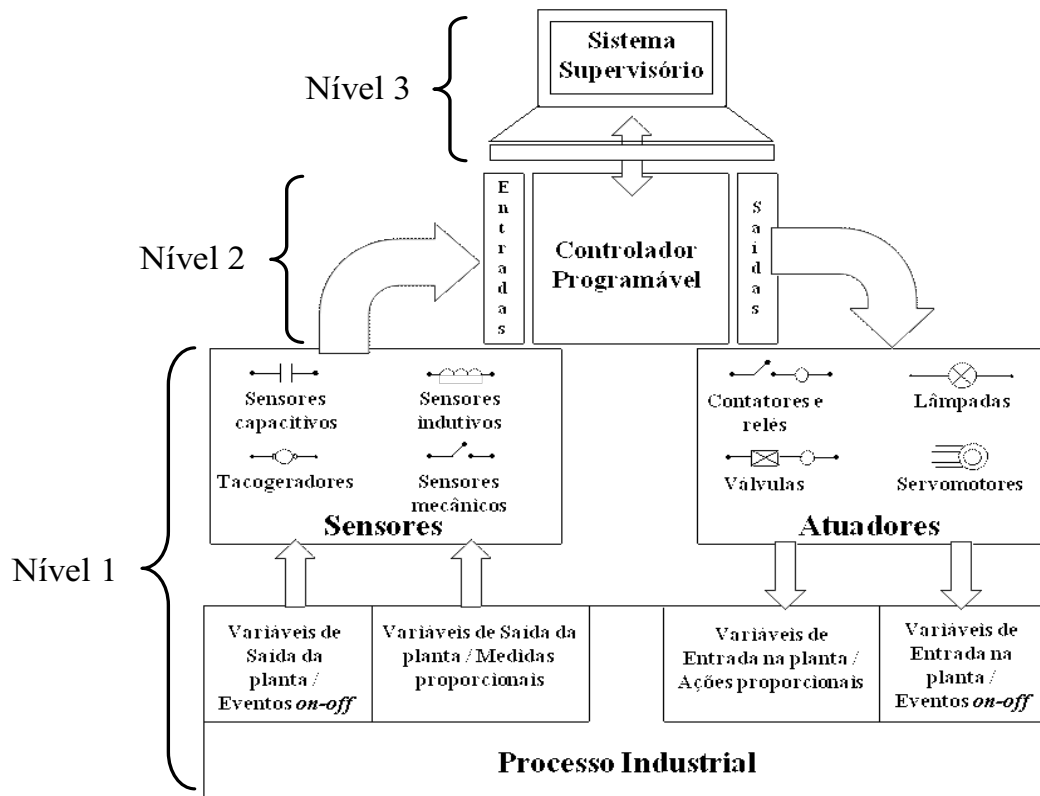 Sistema
Supervisório
Nível 3
Entradas
Saidas
Controlador
Programável
Nível 2
Sensores
capacitivos
Sensores
indutivos
Tacogeradores
Sensores
mecânicos
Sensores
Contatores e
relés
Lâmpadas
Válvulas
Servomotores
Atuadores
Nível 1
Variáveis de
Saída da
planta /
Eventos on-off
Variáveis de Saída da
planta / Medidas
proporcionais
Variáveis de
Entrada na planta /
Ações proporcionais
Variáveis de
Entrada na
planta /
Eventos on-off
Processo Industrial